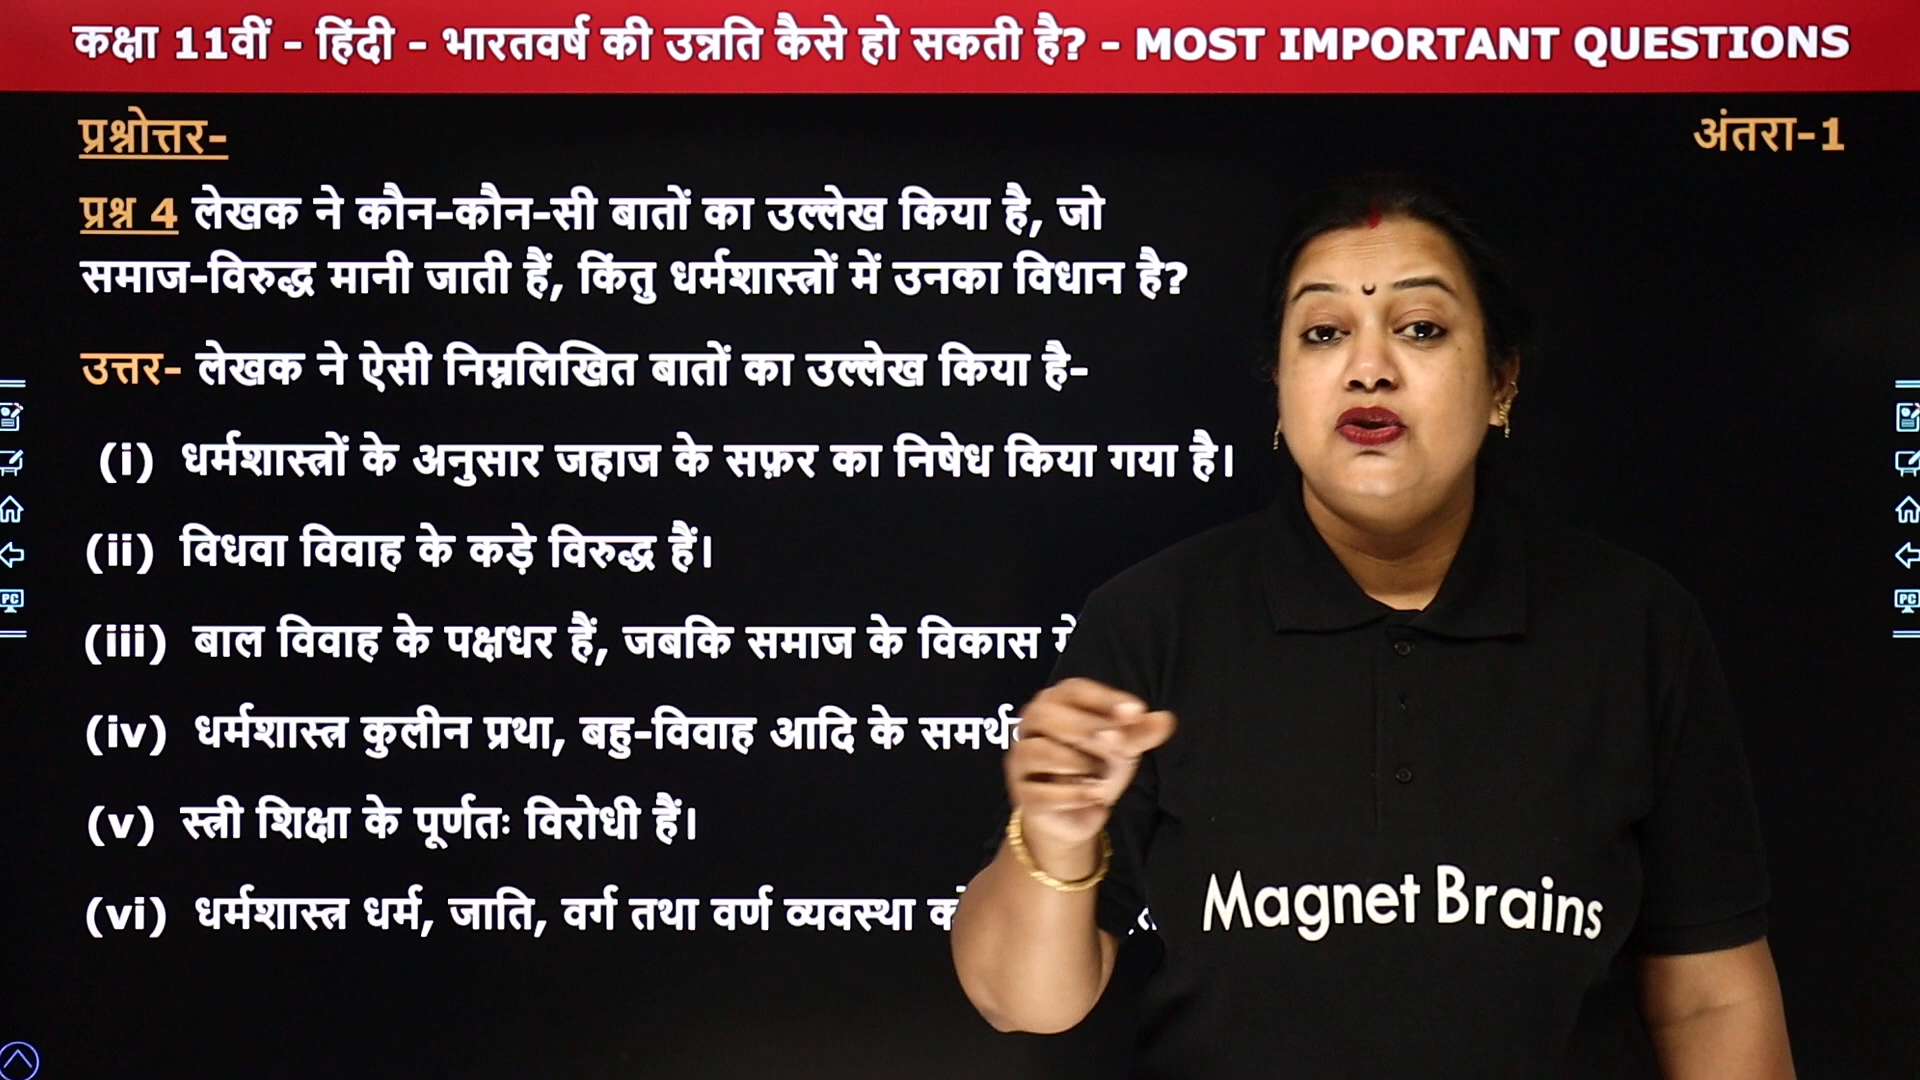 कक्षा 11वीं - हिंदी - भारतवर्ष की उन्नति कैसे हो सकती है? - MOST IMPORTANT QUESTIONS
प्रश्नोत्तर-
अंतरा-1
प्रश्न 4 लेखक ने कौन-कौन-सी बातों का उल्लेख किया है, जो
समाज-विरुद्ध मानी जाती हैं, किंतु धर्मशास्त्रों में उनका विधान है?
उत्तर- लेखक ने ऐसी निम्नलिखित बातों का उल्लेख किया है-
(i) धर्मशास्त्रों के अनुसार जहाज के सफ़र का निषेध किया गया है।
(ii) विधवा विवाह के कड़े विरुद्ध हैं।
(iii) बाल विवाह के पक्षधर हैं, जबकि समाज के विकास
(iv) धर्मशास्त्र कुलीन प्रथा, बहु-विवाह आदि के
(v) स्त्री शिक्षा के पूर्णतः विरोधी हैं।
(vi) धर्मशास्त्र धर्म, जाति, वर्ग तथा वर्ण व्यवस्था
Magnet Brains
PC
PC